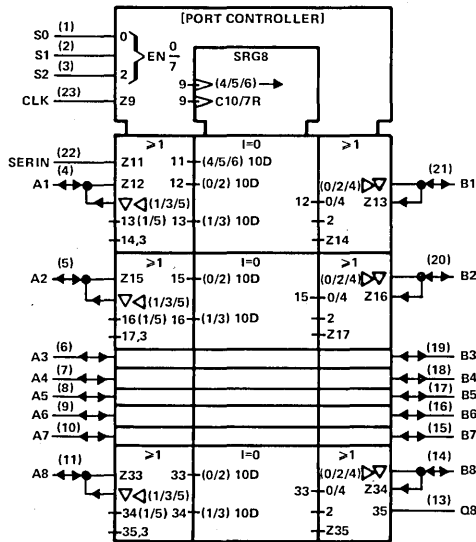 [PORT CONTROLLER]
S0 (1) 0
S1 (2)
S2 (3) 2
EN 0/7
CLK (23) Z9
SRG8
9 (4/5/6)
9 C10/7R
≥1 I=0 ≥1
SERIN (22) Z11 11 (4/5/6) 10D
A1 (4) Z12 12 (0/2) 10D (0/2/4) (21) B1
(1/3/5) 12 0/4 Z13
13 (1/5) 13 (1/3) 10D 2
14,3 Z14
≥1 I=0 ≥1
A2 (5) Z15 15 (0/2) 10D (0/2/4) (20) B2
(1/3/5) 15 0/4 Z16
16 (1/5) 16 (1/3) 10D 2
17,3 Z17
A3 (6) (19) B3
A4 (7) (18) B4
A5 (8) (17) B5
A6 (9) (16) B6
A7 (10) (15) B7
≥1 I=0 ≥1
A8 (11) Z33 33 (0/2) 10D (0/2/4) (14) B8
(1/3/5) 33 0/4 Z34
34 (1/5) 34 (1/3) 10D 2 35 (13) Q8
35,3 Z35